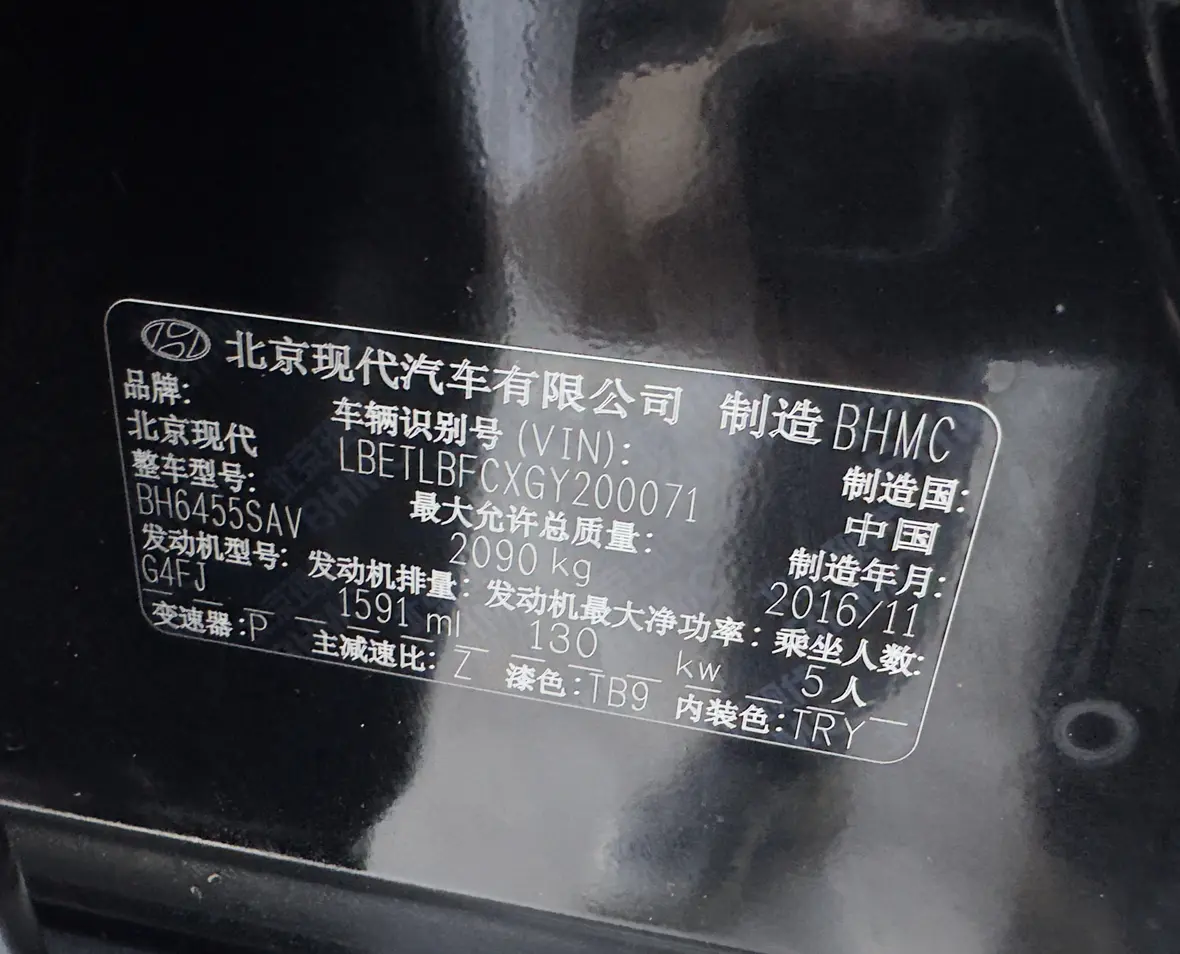 北京现代汽车有限公司 制造 BHMC
品牌: 车辆识别号 (VIN): 制造国:
北京现代 LBETLBFCXGY200071 中国
整车型号: 最大允许总质量: 制造年月:
BH6455SAV 2090 kg 2016/11
发动机型号: 发动机排量: 发动机最大净功率: 乘坐人数:
G4FJ 1591 ml 130 kw 5 人
变速器:P 主减速比: Z 漆色:TB9 内装色:TRY